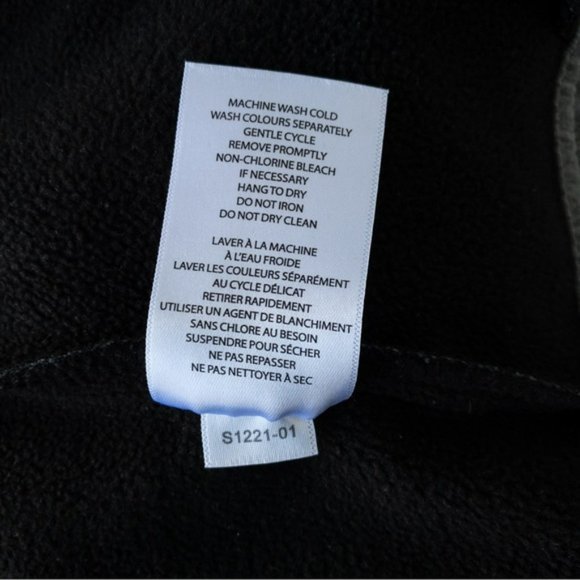 MACHINE WASH COLD
WASH COLOURS SEPARATELY
GENTLE CYCLE
REMOVE PROMPTLY
NON-CHLORINE BLEACH
IF NECESSARY
HANG TO DRY
DO NOT IRON
DO NOT DRY CLEAN
LAVER À LA MACHINE
À L'EAU FROIDE
LAVER LES COULEURS SÉPARÉMENT
AU CYCLE DÉLICAT
RETIRER RAPIDEMENT
UTILISER UN AGENT DE BLANCHIMENT
SANS CHLORE AU BESOIN
SUSPENDRE POUR SÉCHER
NE PAS REPASSER
NE PAS NETTOYER À SEC
S1221-01